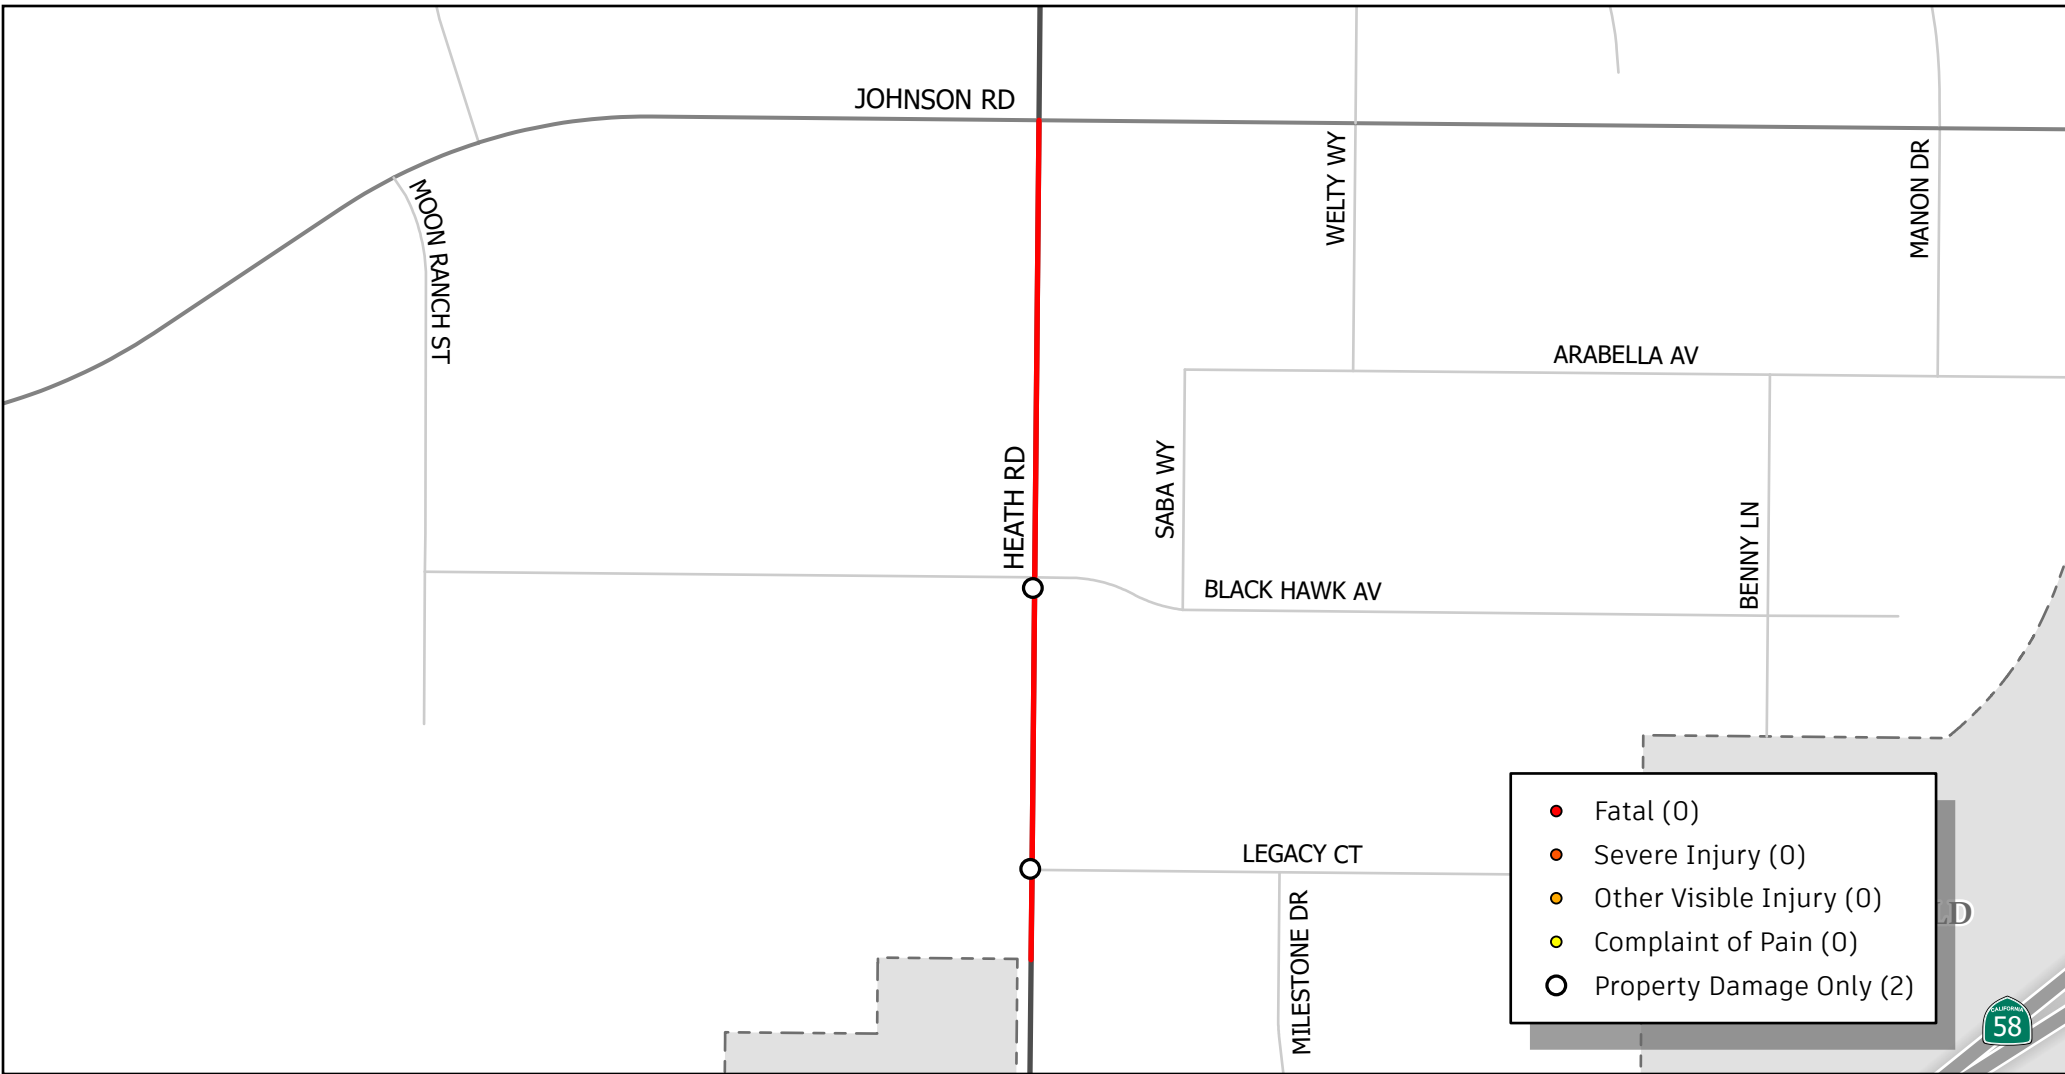 JOHNSON RD
WELTY WY
MANON DR
MOON RANCH ST
ARABELLA AV
HEATH RD
SABA WY
BENNY LN
BLACK HAWK AV
LEGACY CT
MILESTONE DR
Fatal (0)
Severe Injury (0)
Other Visible Injury (0)
Complaint of Pain (0)
Property Damage Only (2)
LD
CALIFORNIA
58